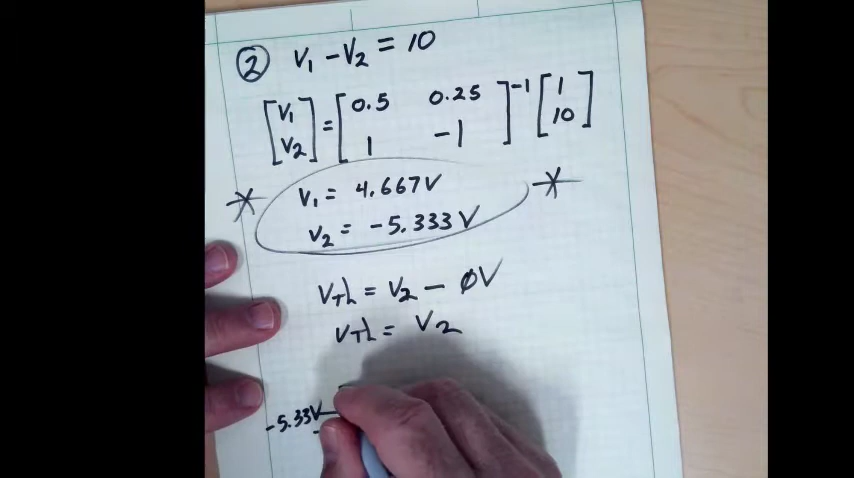 ② V₁ - V₂ = 10
[V₁ V₂] = [0.5 0.25 1 -1]⁻¹ [1 10]
* V₁ = 4.667V *
V₂ = -5.333V
VTh = V₂ - 0V
VTh = V₂
-5.33V